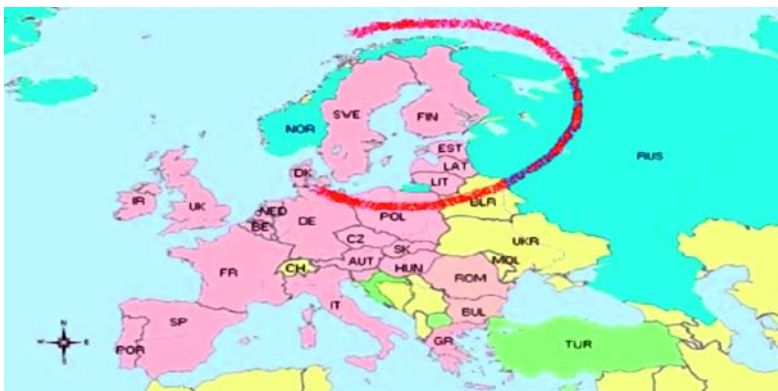 NOR
SWE
FIN
RUS
EST
LAT
LIT
DK
IR
UK
NED
BE
DE
POL
BLR
CZ
SK
UKR
FR
CH
AUT
HUN
MOL
ROM
IT
BUL
SP
POR
GR
TUR
N
W
E
S